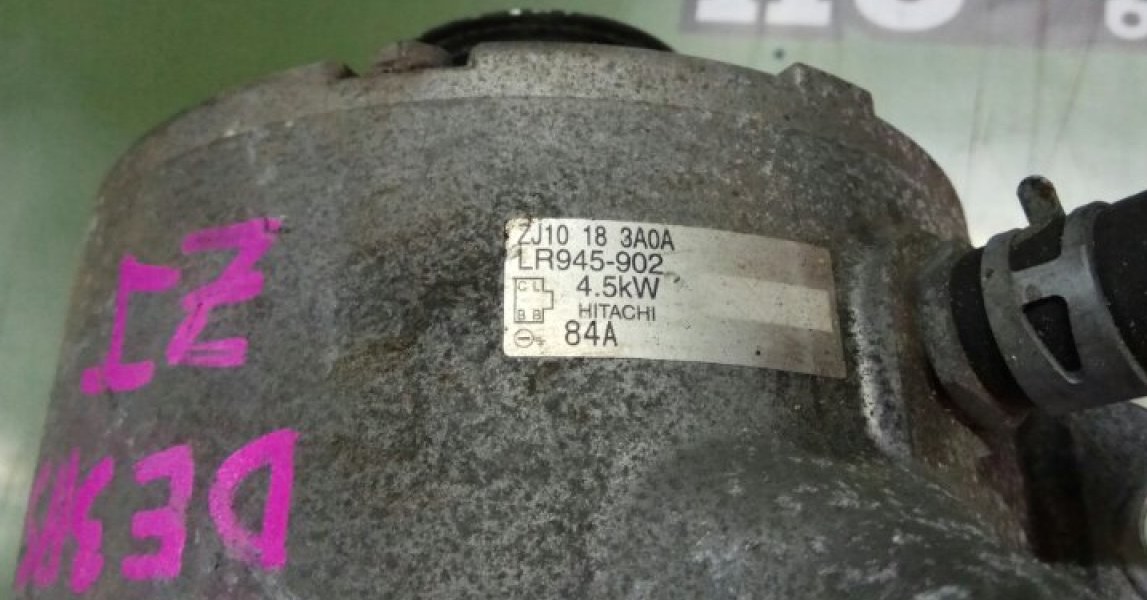 ZJ10 18 3A0A
LR945-902
C L 4.5kW
B B HITACHI
84A
ZJ
DE3